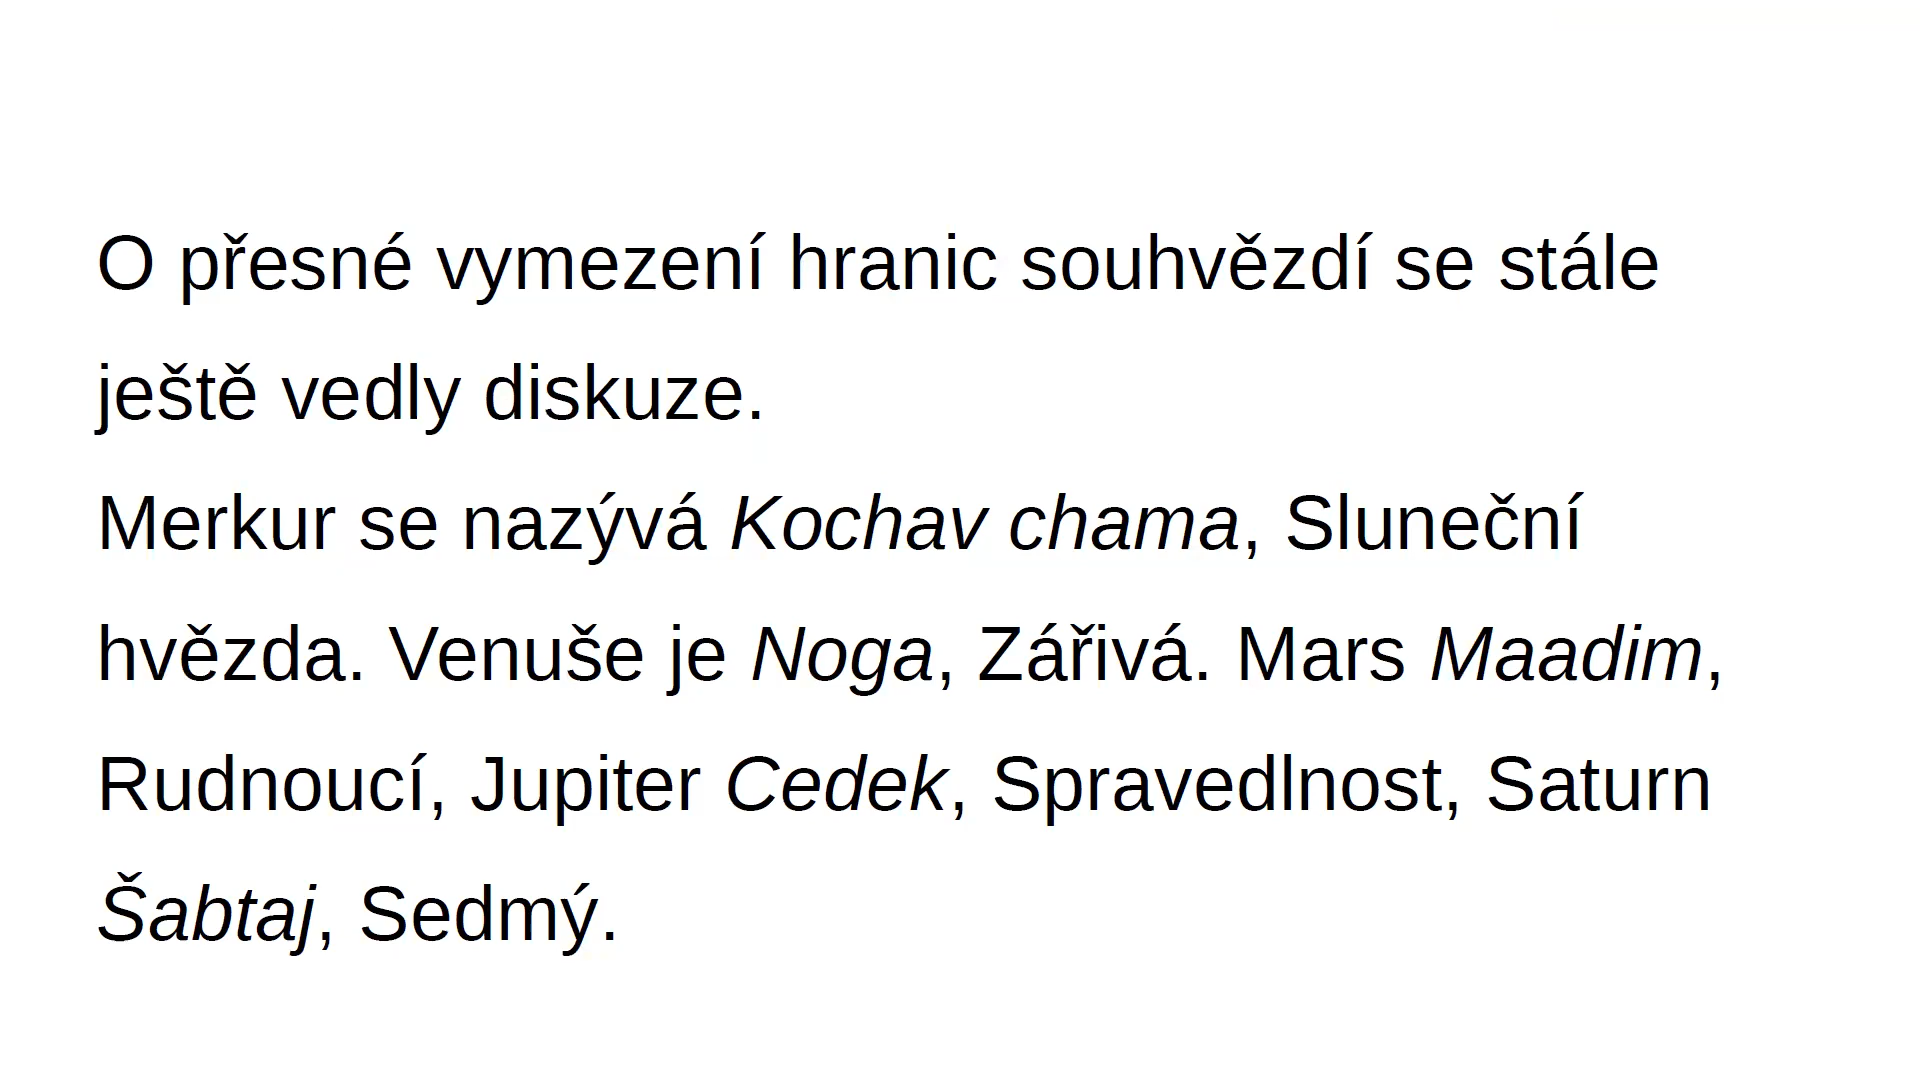 O přesné vymezení hranic souhvězdí se stále
ještě vedly diskuze.
Merkur se nazývá Kochav chama, Sluneční
hvězda. Venuše je Noga, Zářivá. Mars Maadim,
Rudnoucí, Jupiter Cedek, Spravedlnost, Saturn
Šabtaj, Sedmý.